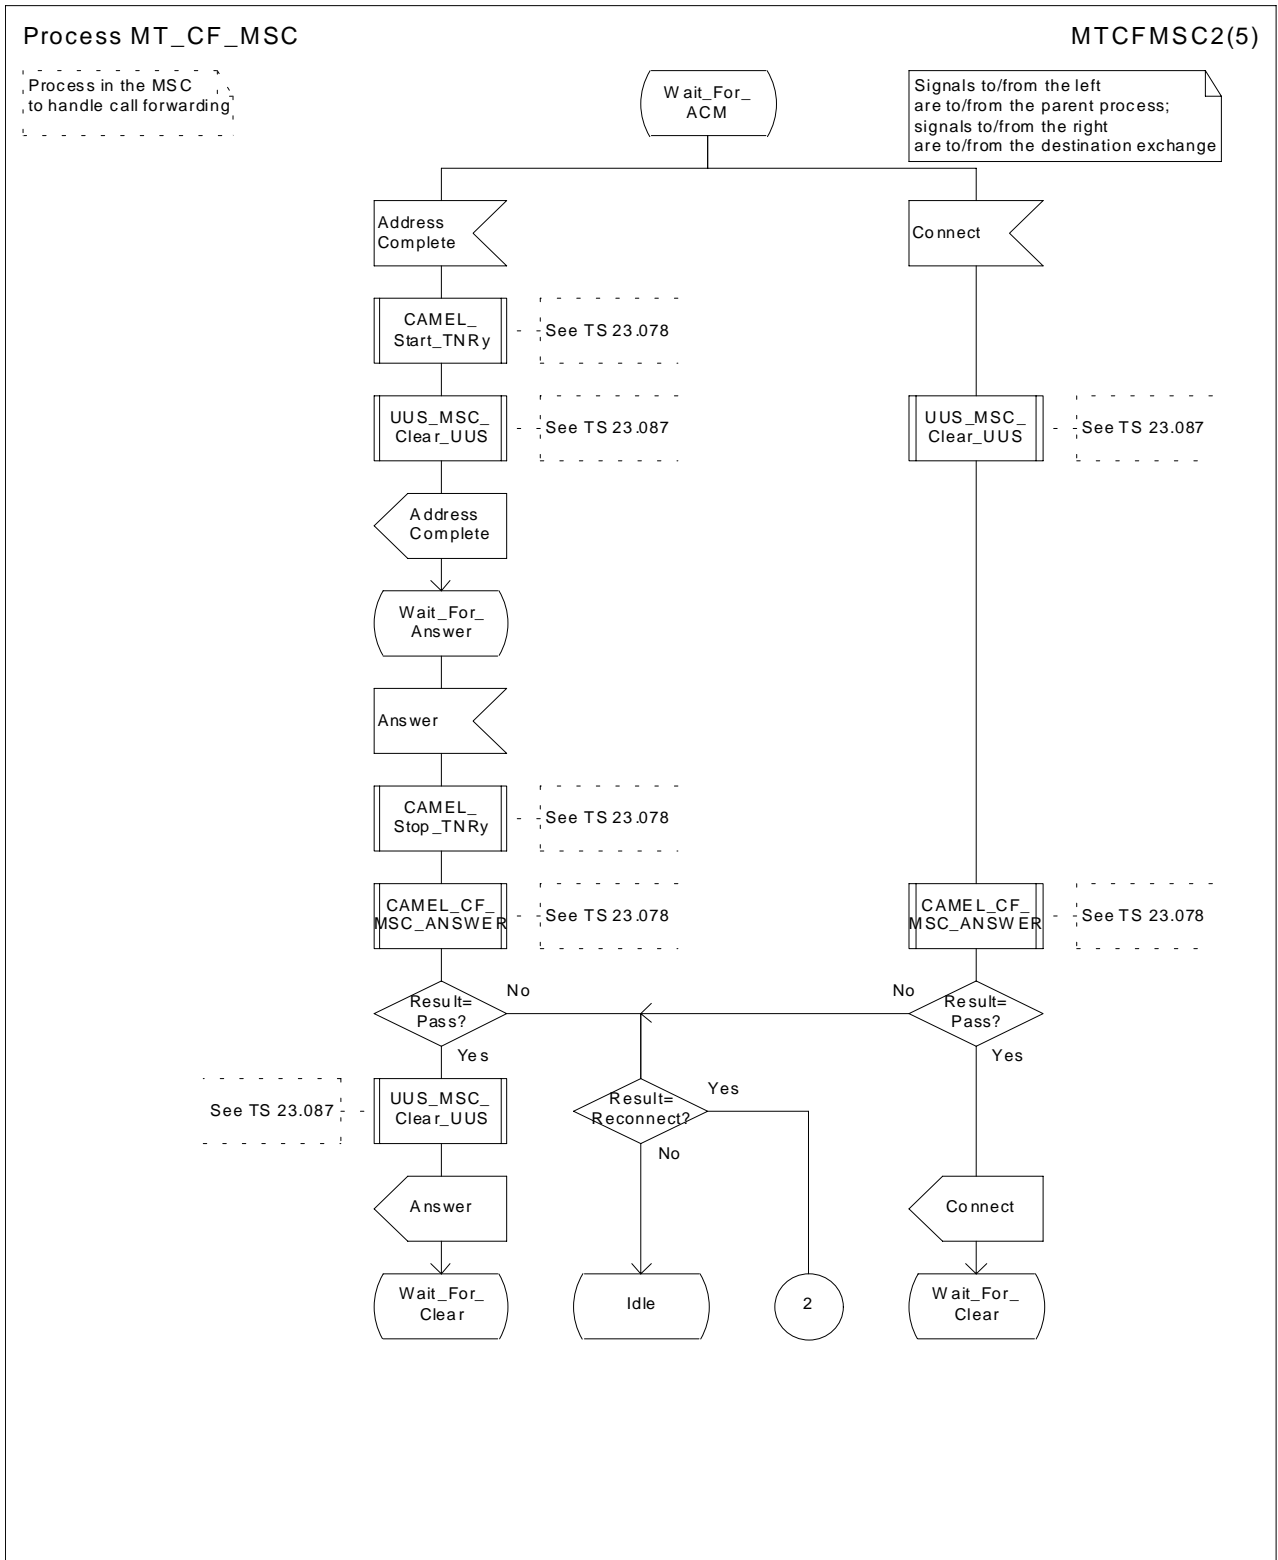 Process MT_CF_MSC
MTCFMSC2(5)
Process in the MSC
to handle call forwarding
Wait_For_
ACM
Signals to/from the left
are to/from the parent process;
signals to/from the right
are to/from the destination exchange
Address
Complete
Connect
CAMEL_
Start_TNRy
See TS 23.078
UUS_MSC_
Clear_UUS
See TS 23.087
UUS_MSC_
Clear_UUS
See TS 23.087
Address
Complete
Wait_For_
Answer
Answer
CAMEL_
Stop_TNRy
See TS 23.078
CAMEL_CF_
MSC_ANSWER
See TS 23.078
CAMEL_CF_
MSC_ANSWER
See TS 23.078
Result=
Pass?
No
Yes
No
Result=
Pass?
Yes
See TS 23.087
UUS_MSC_
Clear_UUS
Result=
Reconnect?
Yes
No
Answer
Connect
Wait_For_
Clear
Idle
2
Wait_For_
Clear